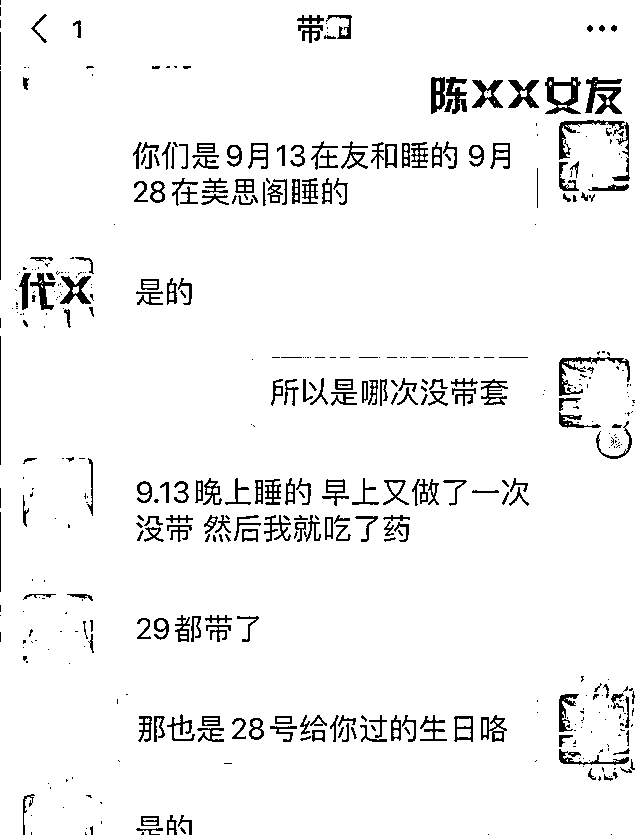 1
带
陈XX女友
你们是9月13在友和睡的 9月
28在美思阁睡的
代X
是的
所以是哪次没带套
9.13晚上睡的 早上又做了一次
没带 然后我就吃了药
29都带了
那也是28号给你过的生日咯
是的